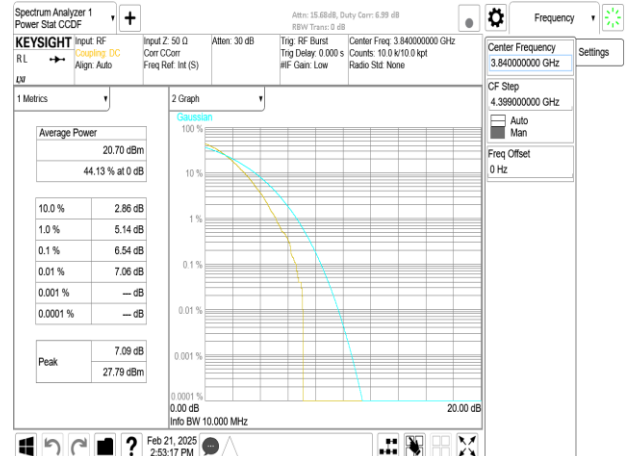 Spectrum Analyzer 1
Power Stat CCDF
Attn: 15.68dB, Duty Corr: 6.99 dB
RBW Trans: 0 dB
Frequency
KEYSIGHT
RL
Input: RF
Coupling: DC
Align: Auto
Input Z: 50 Ω
Corr CCorr
Freq Ref: Int (S)
Atten: 30 dB
Trig: RF Burst
Trig Delay: 0.000 s
#IF Gain: Low
Center Freq: 3.840000000 GHz
Counts: 10.0 k/10.0 kpt
Radio Std: None
Center Frequency
3.840000000 GHz
Settings
CF Step
4.399000000 GHz
Auto
Man
Freq Offset
0 Hz
1 Metrics
Average Power
20.70 dBm
44.13 % at 0 dB
10.0 % 2.86 dB
1.0 % 5.14 dB
0.1 % 6.54 dB
0.01 % 7.06 dB
0.001 % --- dB
0.0001 % --- dB
Peak
7.09 dB
27.79 dBm
2 Graph
Gaussian
100 %
10 %
1 %
0.1 %
0.01 %
0.001 %
0.0001 %
0.00 dB
20.00 dB
Info BW 10.000 MHz
?
Feb 21, 2025
2:53:17 PM